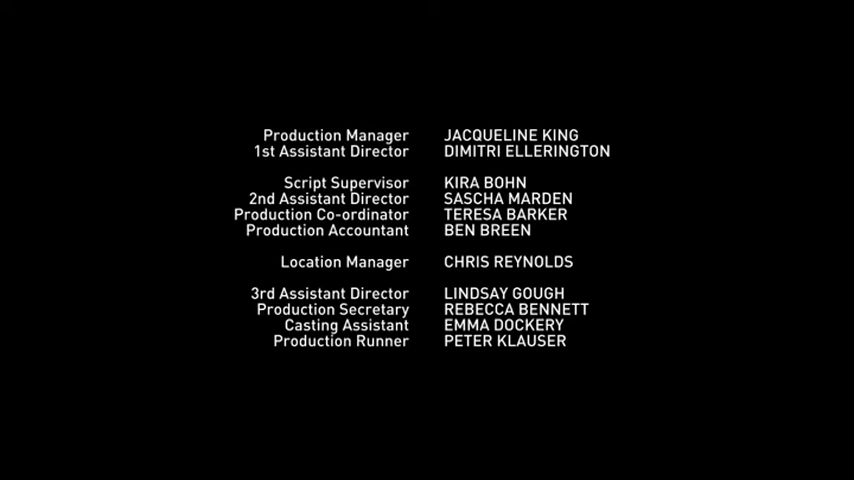 Production Manager JACQUELINE KING
1st Assistant Director DIMITRI ELLERINGTON
Script Supervisor KIRA BOHN
2nd Assistant Director SASCHA MARDEN
Production Co-ordinator TERESA BARKER
Production Accountant BEN BREEN
Location Manager CHRIS REYNOLDS
3rd Assistant Director LINDSAY GOUGH
Production Secretary REBECCA BENNETT
Casting Assistant EMMA DOCKERY
Production Runner PETER KLAUSER